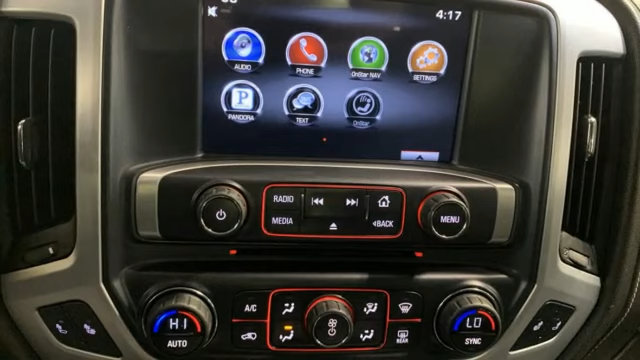 4:17
AUDIO
PHONE
OnStar NAV
SETTINGS
P
PANDORA
TEXT
OnStar
RADIO
MEDIA
BACK
MENU
HI
AUTO
A/C
REAR
LO
SYNC